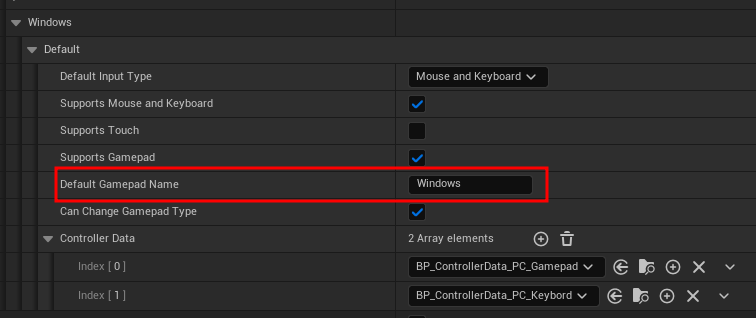 Windows
Default
Default Input Type Mouse and Keyboard
Supports Mouse and Keyboard
Supports Touch
Supports Gamepad
Default Gamepad Name Windows
Can Change Gamepad Type
Controller Data 2 Array elements
Index [ 0 ] BP_ControllerData_PC_Gamepad
Index [ 1 ] BP_ControllerData_PC_Keybord